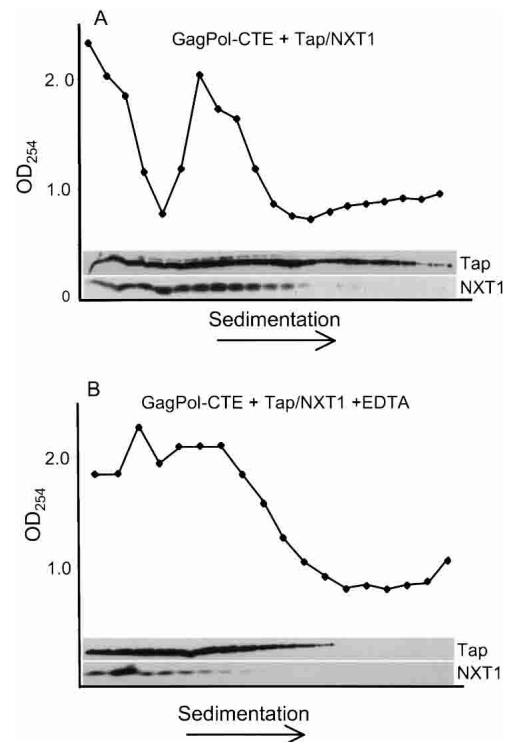 A
GagPol-CTE + Tap/NXT1
2.0
OD254
1.0
Tap
NXT1
0
Sedimentation
B
GagPol-CTE + Tap/NXT1 +EDTA
2.0
OD254
1.0
Tap
NXT1
Sedimentation